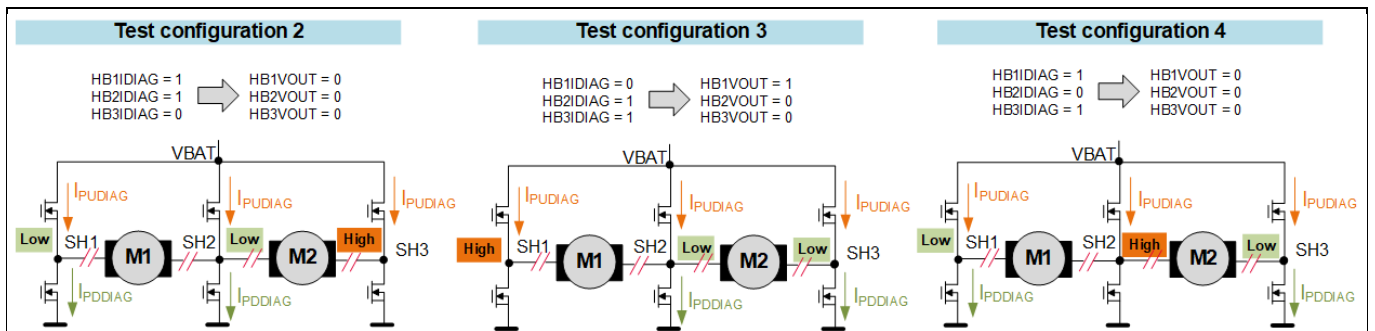 Test configuration 2
HB1IDIAG = 1
HB2IDIAG = 1
HB3IDIAG = 0
HB1VOUT = 0
HB2VOUT = 0
HB3VOUT = 0
VBAT
IPUDIAG
IPUDIAG
IPUDIAG
Low
SH1
M1
SH2
Low
M2
High
SH3
IPDDIAG
IPDDIAG
Test configuration 3
HB1IDIAG = 0
HB2IDIAG = 1
HB3IDIAG = 1
HB1VOUT = 1
HB2VOUT = 0
HB3VOUT = 0
VBAT
IPUDIAG
IPUDIAG
IPUDIAG
High
SH1
M1
SH2
Low
M2
Low
SH3
IPDDIAG
IPDDIAG
Test configuration 4
HB1IDIAG = 1
HB2IDIAG = 0
HB3IDIAG = 1
HB1VOUT = 0
HB2VOUT = 0
HB3VOUT = 0
VBAT
IPUDIAG
IPUDIAG
IPUDIAG
Low
SH1
M1
SH2
High
M2
Low
SH3
IPDDIAG
IPDDIAG